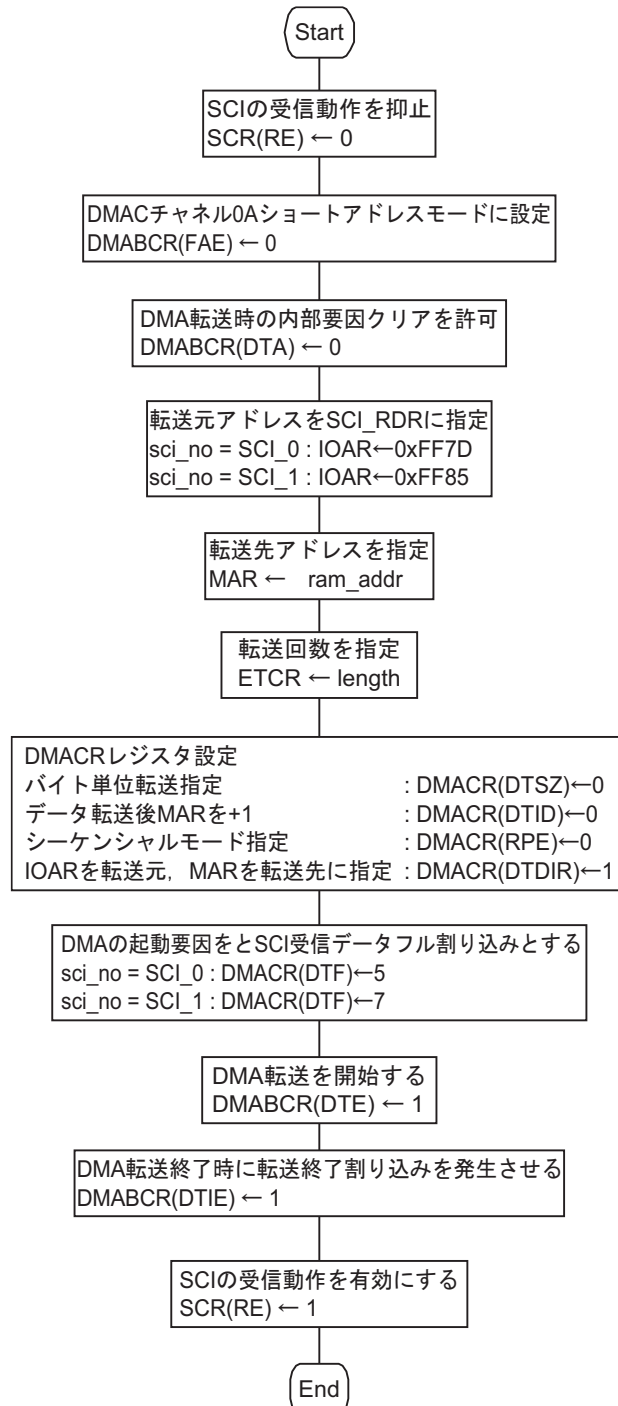 Start
SCIの受信動作を抑止
SCR(RE) ← 0
DMACチャネル0Aショートアドレスモードに設定
DMABCR(FAE) ← 0
DMA転送時の内部要因クリアを許可
DMABCR(DTA) ← 0
転送元アドレスをSCI_RDRに指定
sci_no = SCI_0 : IOAR←0xFF7D
sci_no = SCI_1 : IOAR←0xFF85
転送先アドレスを指定
MAR ← ram_addr
転送回数を指定
ETCR ← length
DMACRレジスタ設定
バイト単位転送指定 : DMACR(DTSZ)←0
データ転送後MARを+1 : DMACR(DTID)←0
シーケンシャルモード指定 : DMACR(RPE)←0
IOARを転送元，MARを転送先に指定 : DMACR(DTDIR)←1
DMAの起動要因をとSCI受信データフル割り込みとする
sci_no = SCI_0 : DMACR(DTF)←5
sci_no = SCI_1 : DMACR(DTF)←7
DMA転送を開始する
DMABCR(DTE) ← 1
DMA転送終了時に転送終了割り込みを発生させる
DMABCR(DTIE) ← 1
SCIの受信動作を有効にする
SCR(RE) ← 1
End